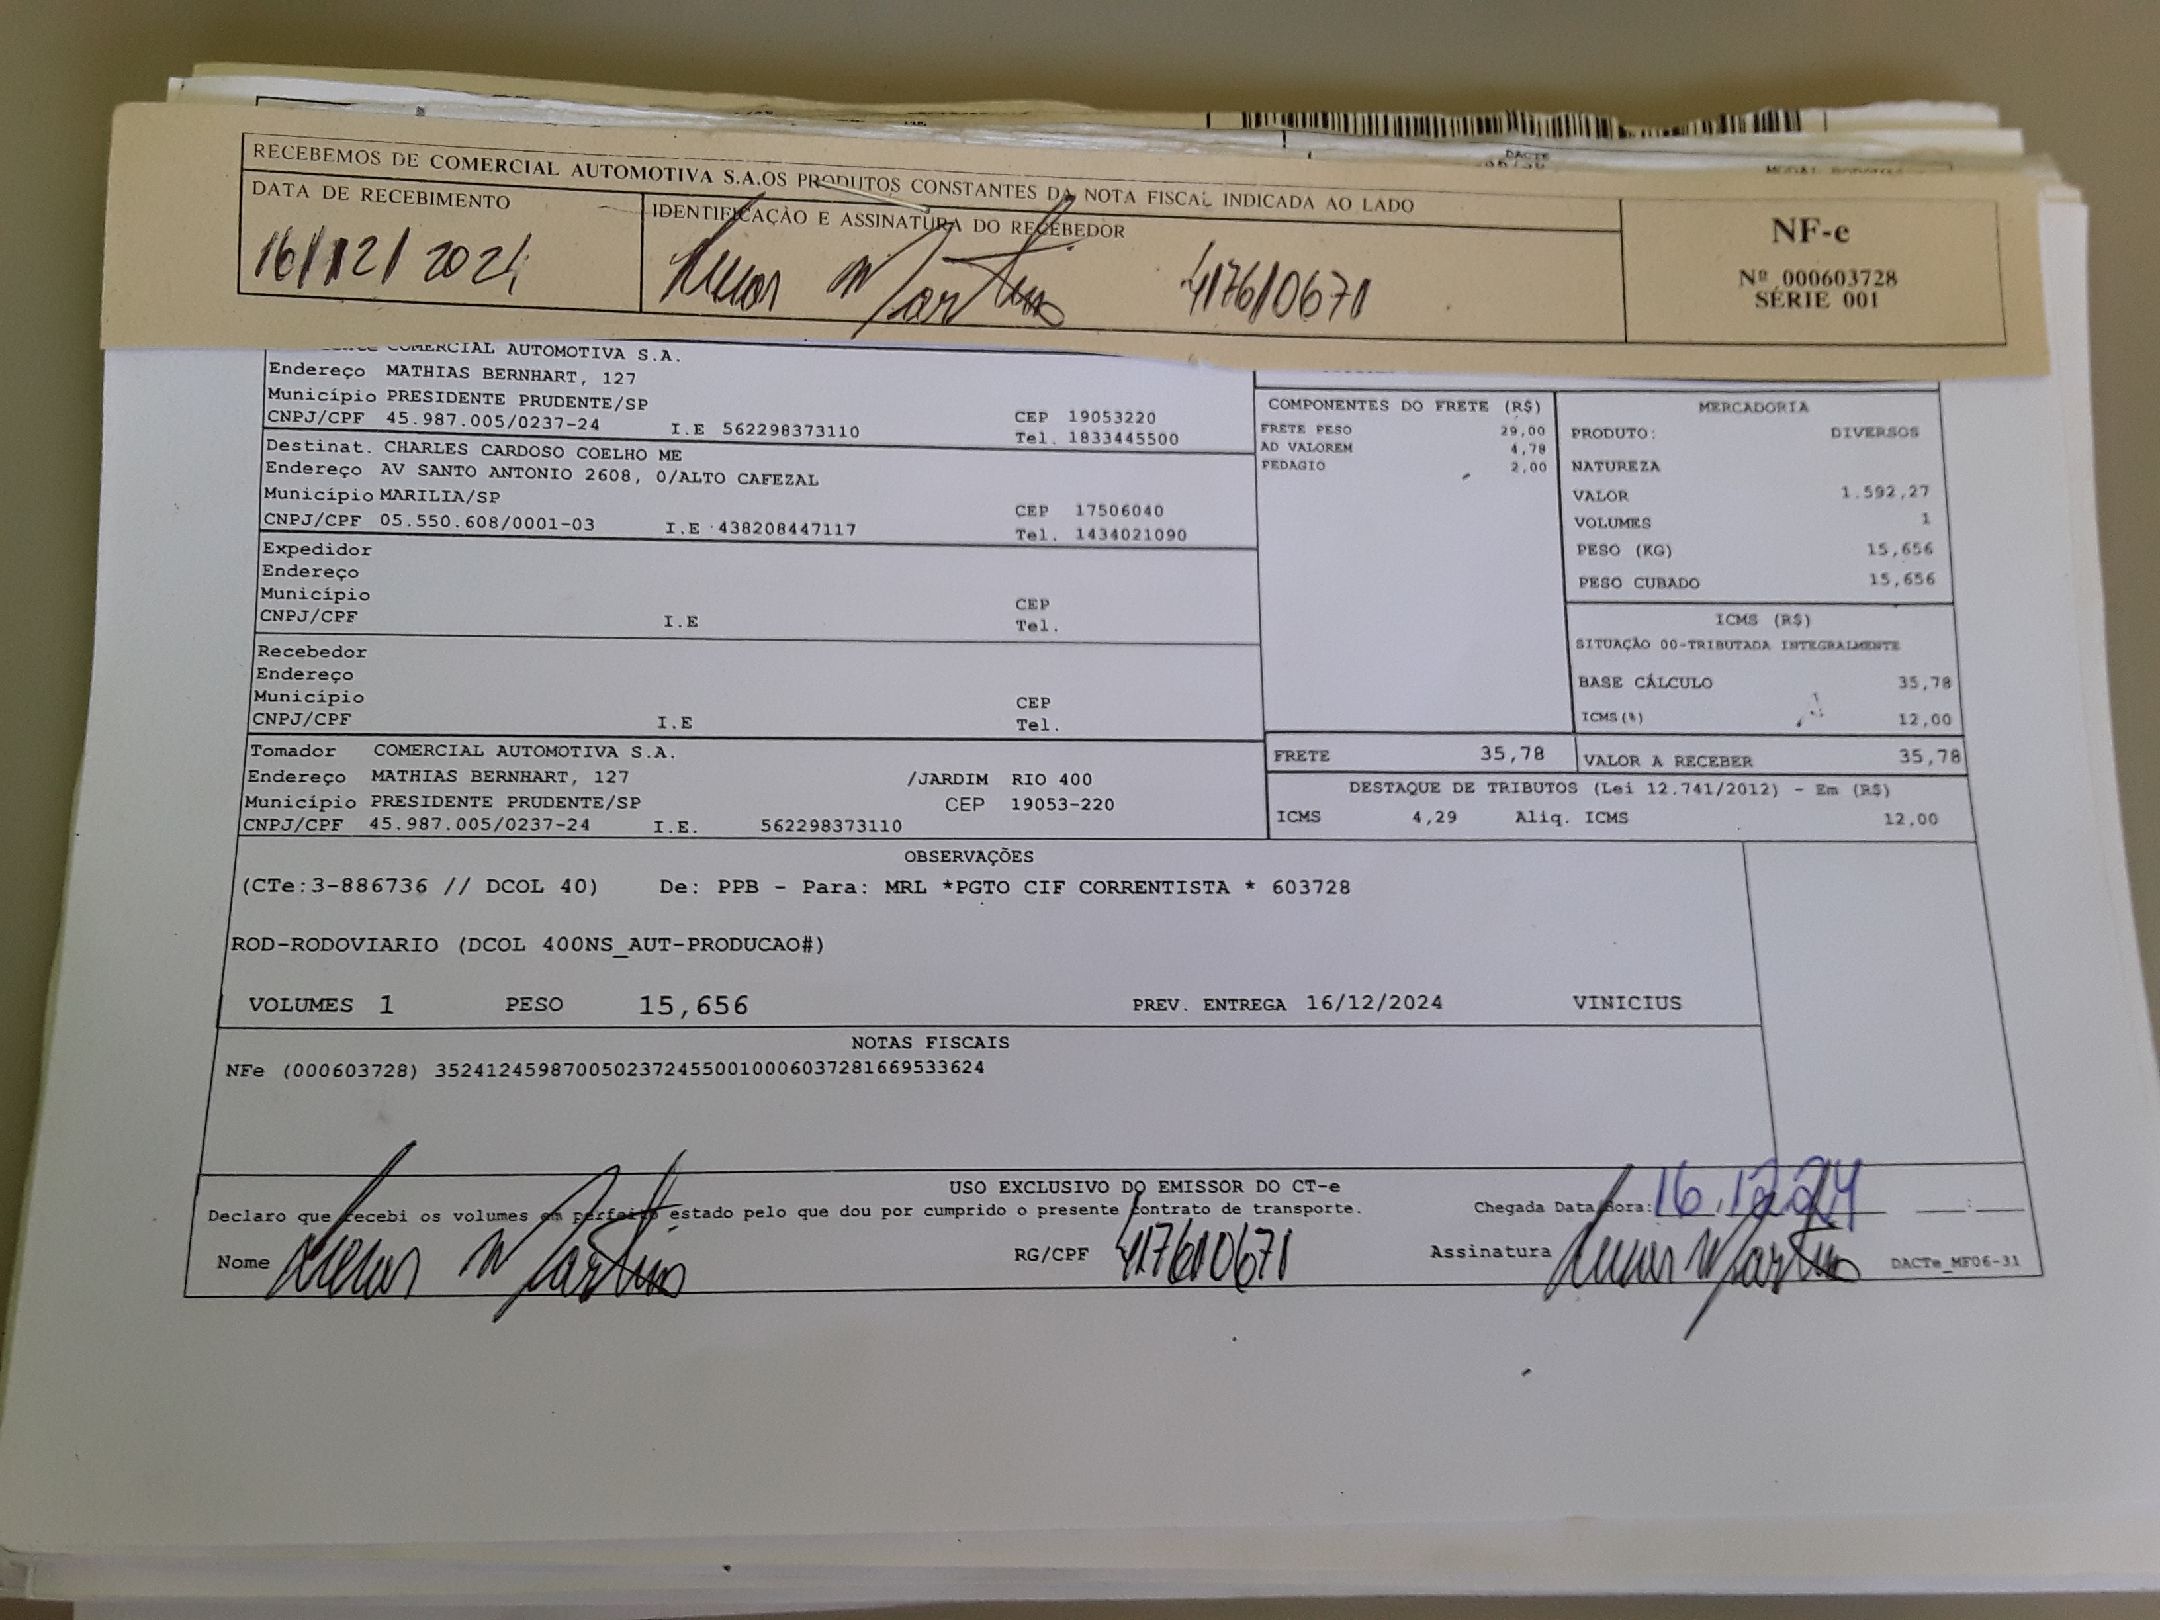 RECEBEMOS DE COMERCIAL AUTOMOTIVA S.A.OS PRODUTOS CONSTANTES DA NOTA FISCAL INDICADA AO LADO
DATA DE RECEBIMENTO
16/12/2024
IDENTIFICAÇÃO E ASSINATURA DO RECEBEDOR
Martins 417610671
NF-e
Nº 000603728
SÉRIE 001
DACTE
COMERCIAL AUTOMOTIVA S.A.
Endereço MATHIAS BERNHART, 127
Município PRESIDENTE PRUDENTE/SP
CNPJ/CPF 45.987.005/0237-24 I.E 562298373110
CEP 19053220
Tel. 1833445500
Destinat. CHARLES CARDOSO COELHO ME
Endereço AV SANTO ANTONIO 2608, 0/ALTO CAFEZAL
Município MARILIA/SP
CNPJ/CPF 05.550.608/0001-03 I.E 438208447117
CEP 17506040
Tel. 1434021090
Expedidor
Endereço
Município
CNPJ/CPF I.E
CEP
Tel.
Recebedor
Endereço
Município
CNPJ/CPF I.E
CEP
Tel.
Tomador COMERCIAL AUTOMOTIVA S.A.
Endereço MATHIAS BERNHART, 127 /JARDIM RIO 400
Município PRESIDENTE PRUDENTE/SP CEP 19053-220
CNPJ/CPF 45.987.005/0237-24 I.E. 562298373110
COMPONENTES DO FRETE (R$)
FRETE PESO 29,00
AD VALOREM 4,78
PEDAGIO 2,00
MERCADORIA
PRODUTO: DIVERSOS
NATUREZA
VALOR 1.592,27
VOLUMES 1
PESO (KG) 15,656
PESO CUBADO 15,656
ICMS (R$)
SITUAÇÃO 00-TRIBUTADA INTEGRALMENTE
BASE CÁLCULO 35,78
ICMS(%) 12,00
FRETE 35,78
VALOR A RECEBER 35,78
DESTAQUE DE TRIBUTOS (Lei 12.741/2012) - Em (R$)
ICMS 4,29 Aliq. ICMS 12,00
OBSERVAÇÕES
(CTe:3-886736 // DCOL 40) De: PPB - Para: MRL *PGTO CIF CORRENTISTA * 603728
ROD-RODOVIARIO (DCOL 400NS_AUT-PRODUCAO#)
VOLUMES 1 PESO 15,656 PREV. ENTREGA 16/12/2024 VINICIUS
NOTAS FISCAIS
NFe (000603728) 35241245987005023724550010006037281669533624
USO EXCLUSIVO DO EMISSOR DO CT-e
Declaro que recebi os volumes em perfeito estado pelo que dou por cumprido o presente contrato de transporte.
Chegada Data Hora: 16.12.24
Nome Martins RG/CPF 417610671 Assinatura Martins DACTe_MF06-31